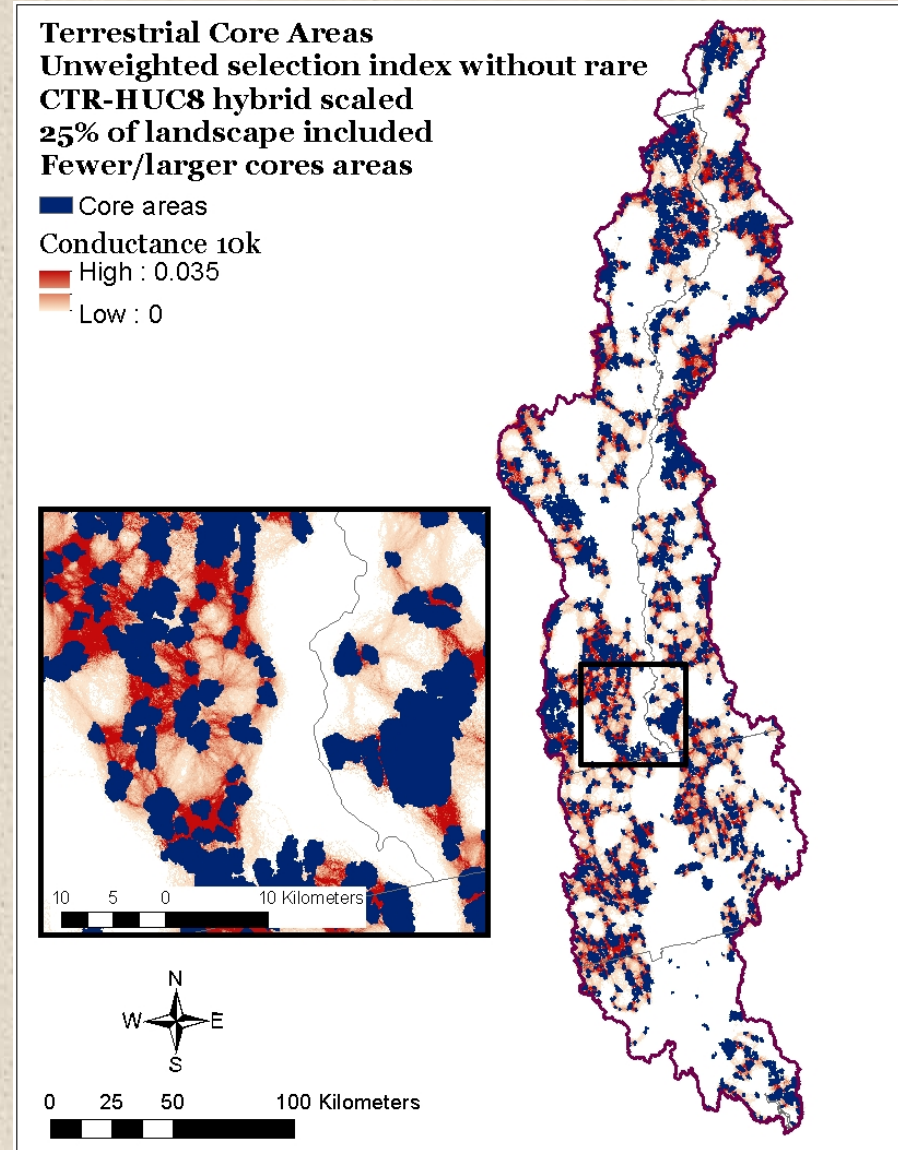 Terrestrial Core Areas
Unweighted selection index without rare
CTR-HUC8 hybrid scaled
25% of landscape included
Fewer/larger cores areas
Core areas
Conductance 10k
High : 0.035
Low : 0
10 5 0 10 Kilometers
N
W E
S
0 25 50 100 Kilometers